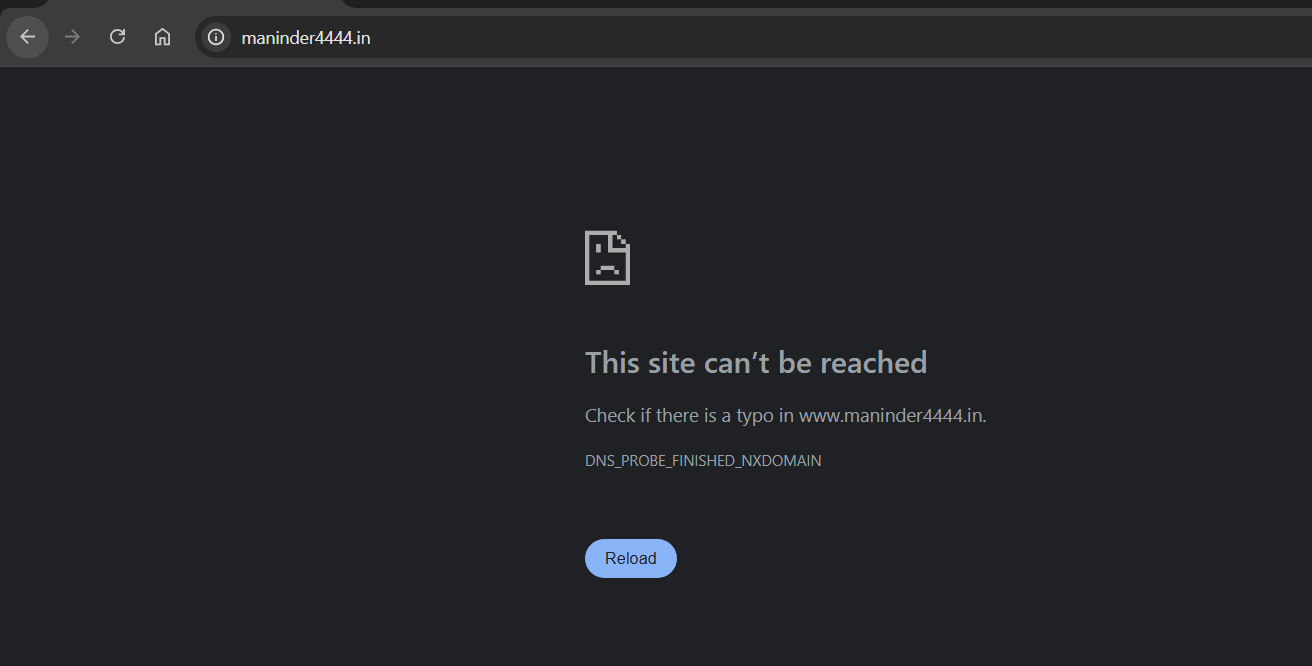 maninder4444.in
This site can’t be reached
Check if there is a typo in www.maninder4444.in.
DNS_PROBE_FINISHED_NXDOMAIN
Reload